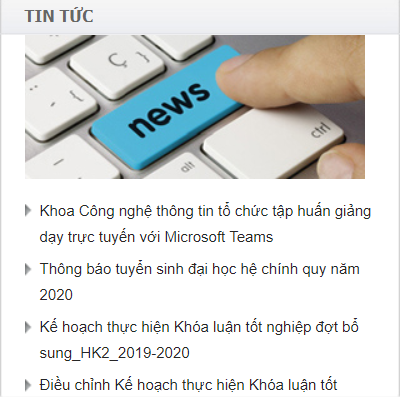 TIN TỨC
news
alt
ctrl
Khoa Công nghệ thông tin tổ chức tập huấn giảng
dạy trực tuyến với Microsoft Teams
Thông báo tuyển sinh đại học hệ chính quy năm
2020
Kế hoạch thực hiện Khóa luận tốt nghiệp đợt bổ
sung_HK2_2019-2020
Điều chỉnh Kế hoạch thực hiện Khóa luận tốt